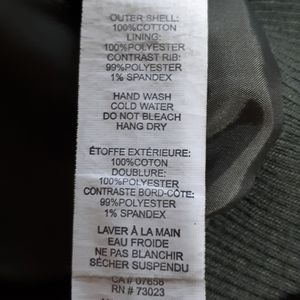 OUTER SHELL:
100%COTTON
LINING:
100%POLYESTER
CONTRAST RIB:
99%POLYESTER
1% SPANDEX
HAND WASH
COLD WATER
DO NOT BLEACH
HANG DRY
ÉTOFFE EXTÉRIEURE:
100%COTON
DOUBLURE:
100%POLYESTER
CONTRASTE BORD-CÔTE:
99%POLYESTER
1% SPANDEX
LAVER À LA MAIN
EAU FROIDE
NE PAS BLANCHIR
SÉCHER SUSPENDU
CA# 07658
RN # 73023